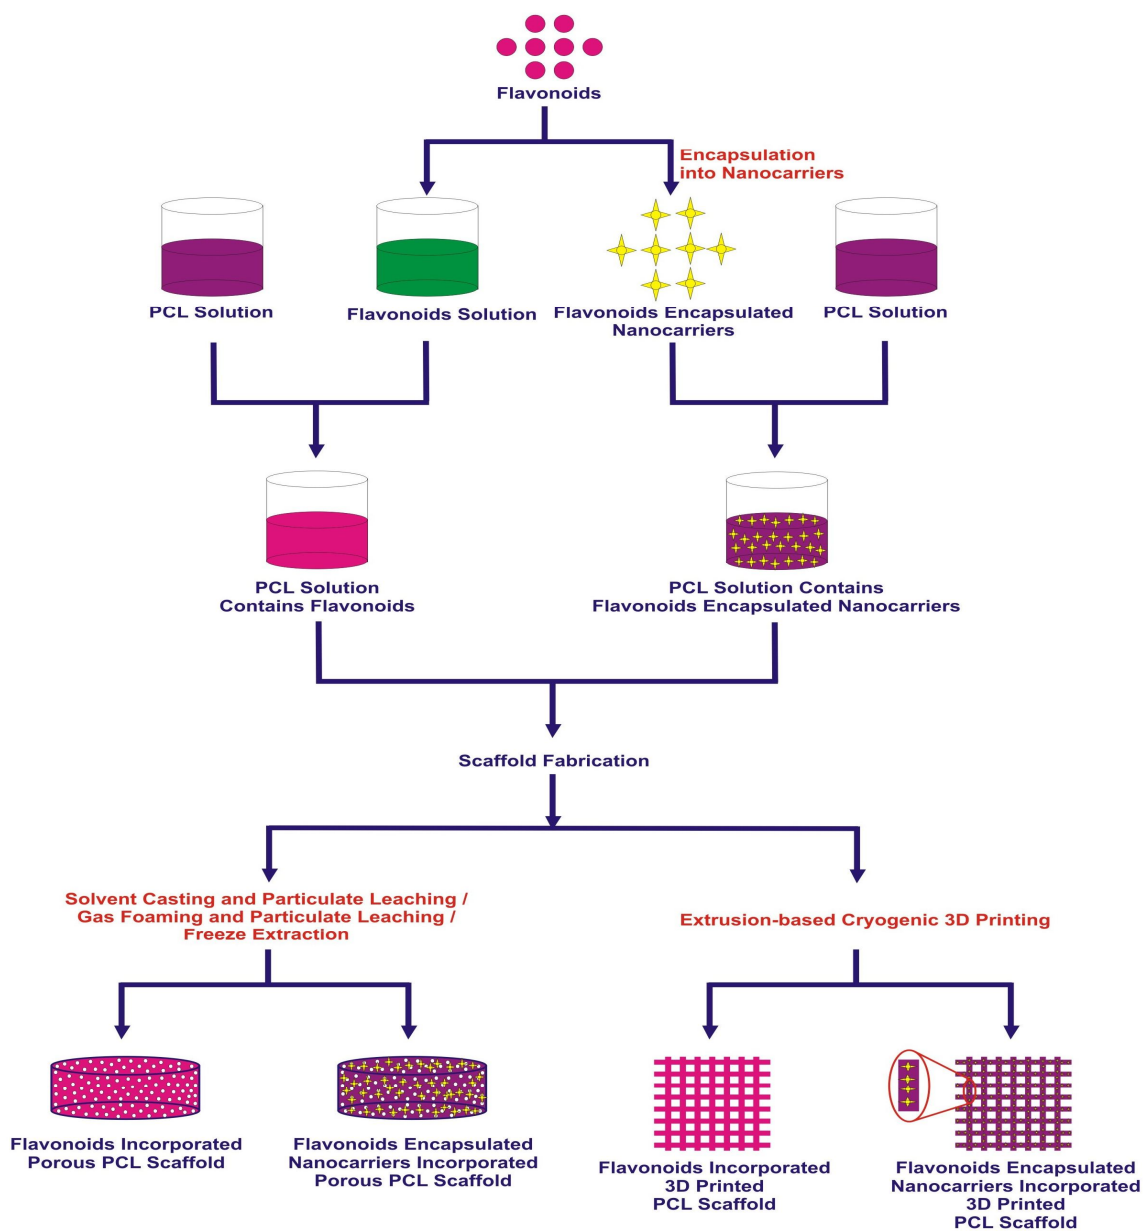 Flavonoids
Encapsulation
into Nanocarriers
PCL Solution
Flavonoids Solution
Flavonoids Encapsulated
Nanocarriers
PCL Solution
PCL Solution
Contains Flavonoids
PCL Solution Contains
Flavonoids Encapsulated Nanocarriers
Scaffold Fabrication
Solvent Casting and Particulate Leaching /
Gas Foaming and Particulate Leaching /
Freeze Extraction
Extrusion-based Cryogenic 3D Printing
Flavonoids Incorporated
Porous PCL Scaffold
Flavonoids Encapsulated
Nanocarriers Incorporated
Porous PCL Scaffold
Flavonoids Incorporated
3D Printed
PCL Scaffold
Flavonoids Encapsulated
Nanocarriers Incorporated
3D Printed
PCL Scaffold